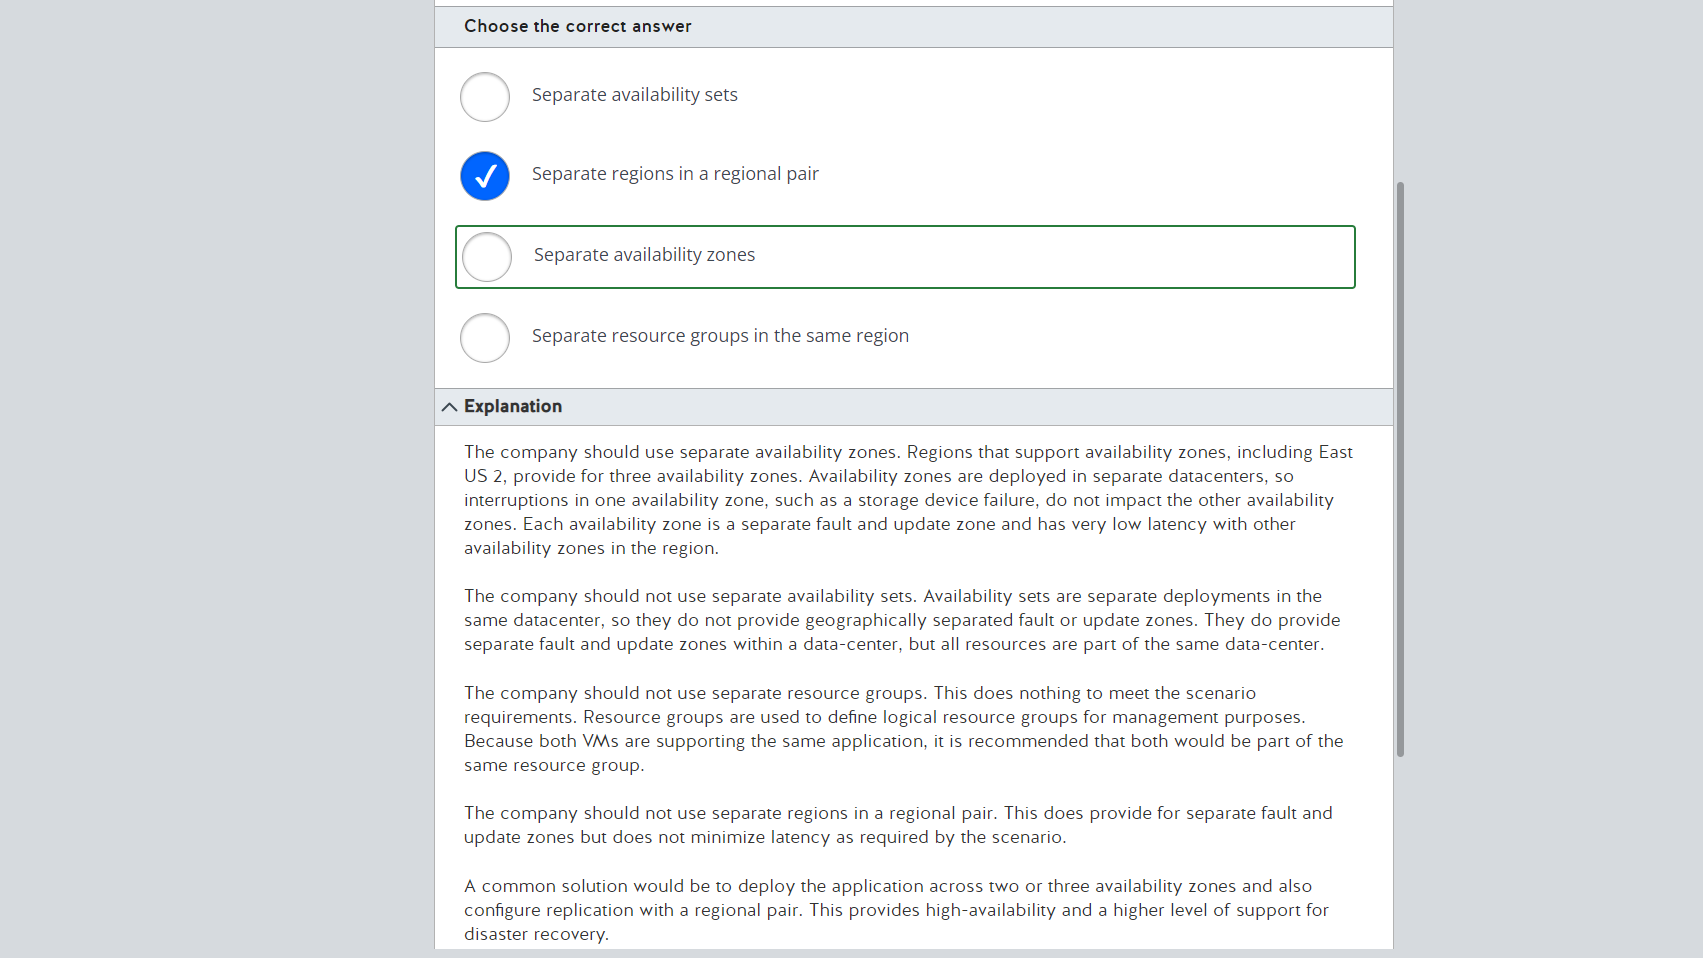 Choose the correct answer
Separate availability sets
Separate regions in a regional pair
Separate availability zones
Separate resource groups in the same region
Explanation
The company should use separate availability zones. Regions that support availability zones, including East
US 2, provide for three availability zones. Availability zones are deployed in separate datacenters, so
interruptions in one availability zone, such as a storage device failure, do not impact the other availability
zones. Each availability zone is a separate fault and update zone and has very low latency with other
availability zones in the region.
The company should not use separate availability sets. Availability sets are separate deployments in the
same datacenter, so they do not provide geographically separated fault or update zones. They do provide
separate fault and update zones within a data-center, but all resources are part of the same data-center.
The company should not use separate resource groups. This does nothing to meet the scenario
requirements. Resource groups are used to define logical resource groups for management purposes.
Because both VMs are supporting the same application, it is recommended that both would be part of the
same resource group.
The company should not use separate regions in a regional pair. This does provide for separate fault and
update zones but does not minimize latency as required by the scenario.
A common solution would be to deploy the application across two or three availability zones and also
configure replication with a regional pair. This provides high-availability and a higher level of support for
disaster recovery.